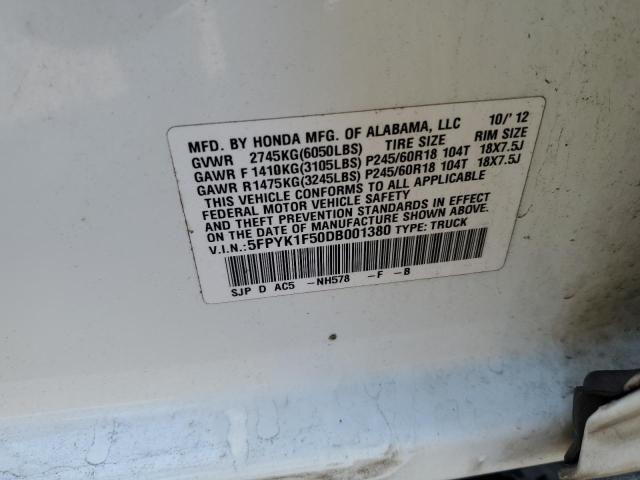 MFD. BY HONDA MFG. OF ALABAMA, LLC 10/'12
GVWR 2745KG(6050LBS) TIRE SIZE RIM SIZE
GAWR F 1410KG(3105LBS) P245/60R18 104T 18X7.5J
GAWR R1475KG(3245LBS) P245/60R18 104T 18X7.5J
THIS VEHICLE CONFORMS TO ALL APPLICABLE
FEDERAL MOTOR VEHICLE SAFETY
AND THEFT PREVENTION STANDARDS IN EFFECT
ON THE DATE OF MANUFACTURE SHOWN ABOVE.
V.I.N.:5FPYK1F50DB001380 TYPE: TRUCK
SJP D AC5 -NH578 -F -B